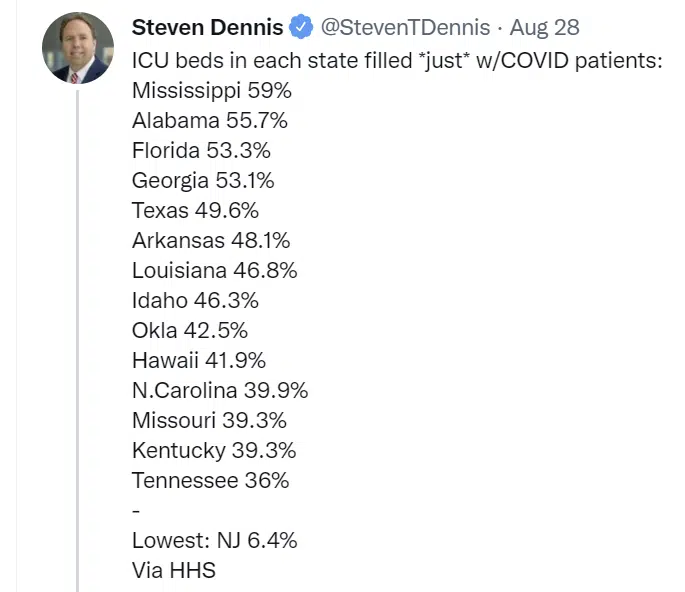 Steven Dennis @StevenTDennis · Aug 28
ICU beds in each state filled *just* w/COVID patients:
Mississippi 59%
Alabama 55.7%
Florida 53.3%
Georgia 53.1%
Texas 49.6%
Arkansas 48.1%
Louisiana 46.8%
Idaho 46.3%
Okla 42.5%
Hawaii 41.9%
N.Carolina 39.9%
Missouri 39.3%
Kentucky 39.3%
Tennessee 36%
-
Lowest: NJ 6.4%
Via HHS